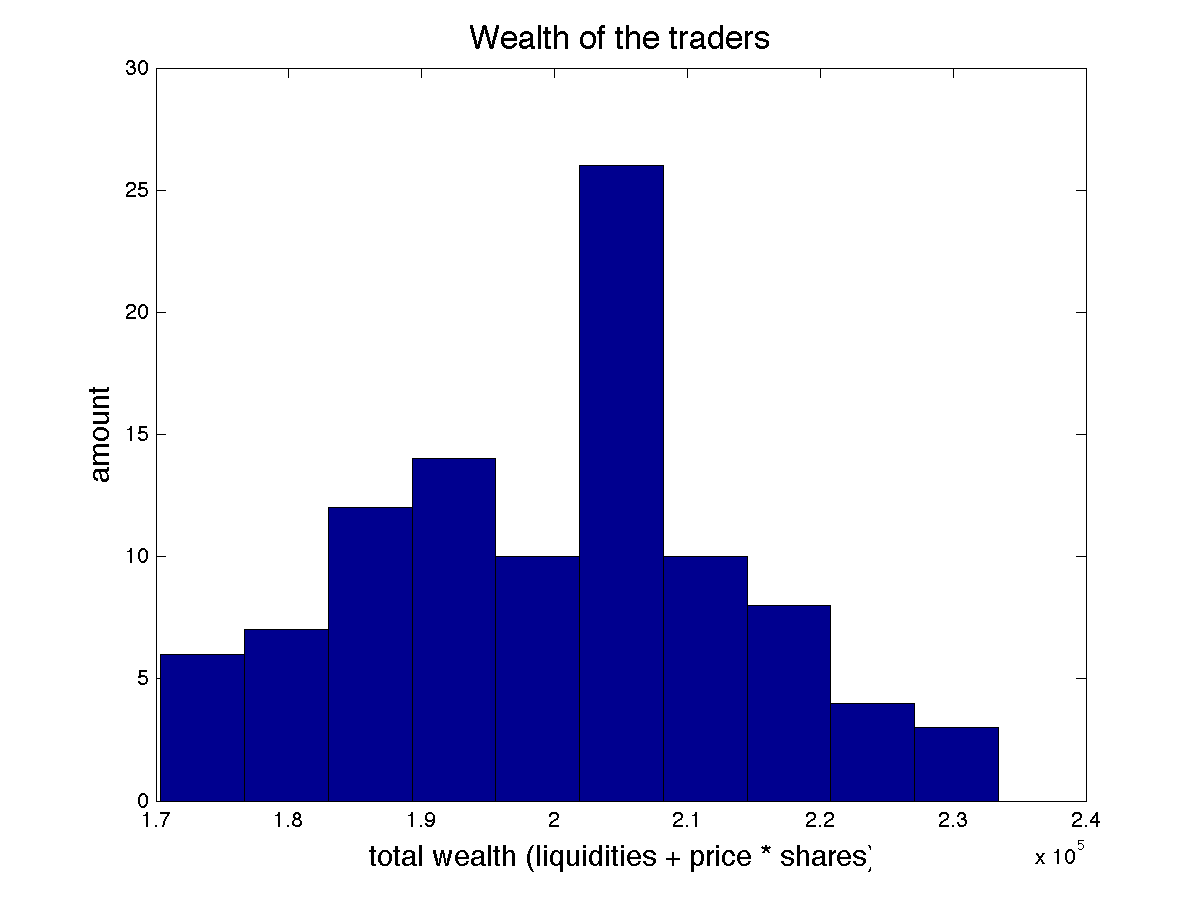 Wealth of the traders
30
25
20
15
10
5
0
amount
1.7 1.8 1.9 2 2.1 2.2 2.3 2.4
total wealth (liquidities + price * shares)
x 10^5